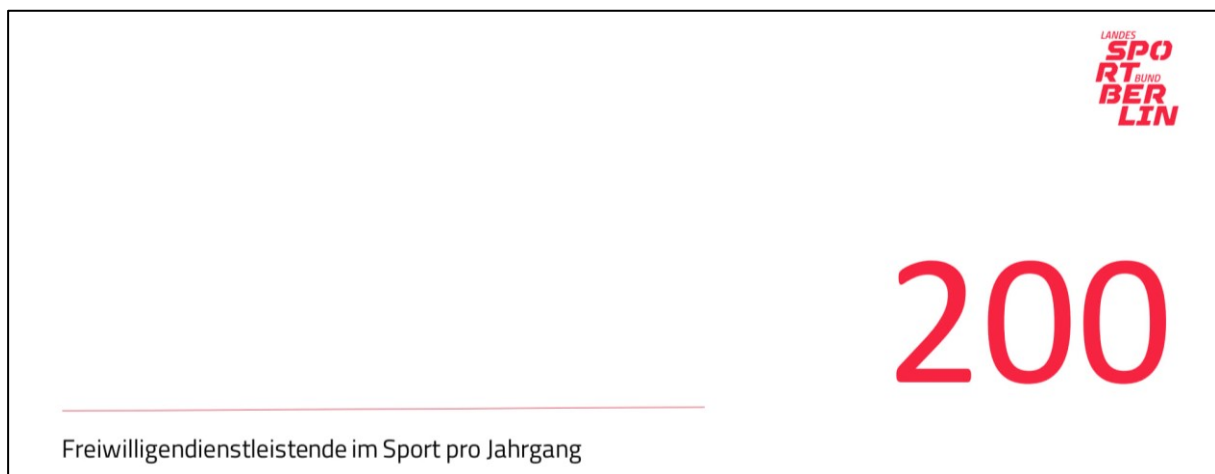 LANDES
SPO
RT BUND
BER
LIN
200
Freiwilligendienstleistende im Sport pro Jahrgang